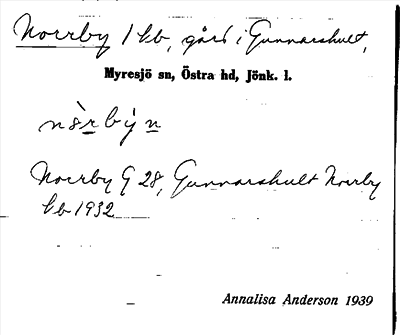 Norrby 1 kb, gård i Gunnarshult,
Myresjö sn, Östra hd, Jönk. l.
nòrbýn
Norrby G 28, Gunnarshult Norrby
kb 1932
Annalisa Anderson 1939